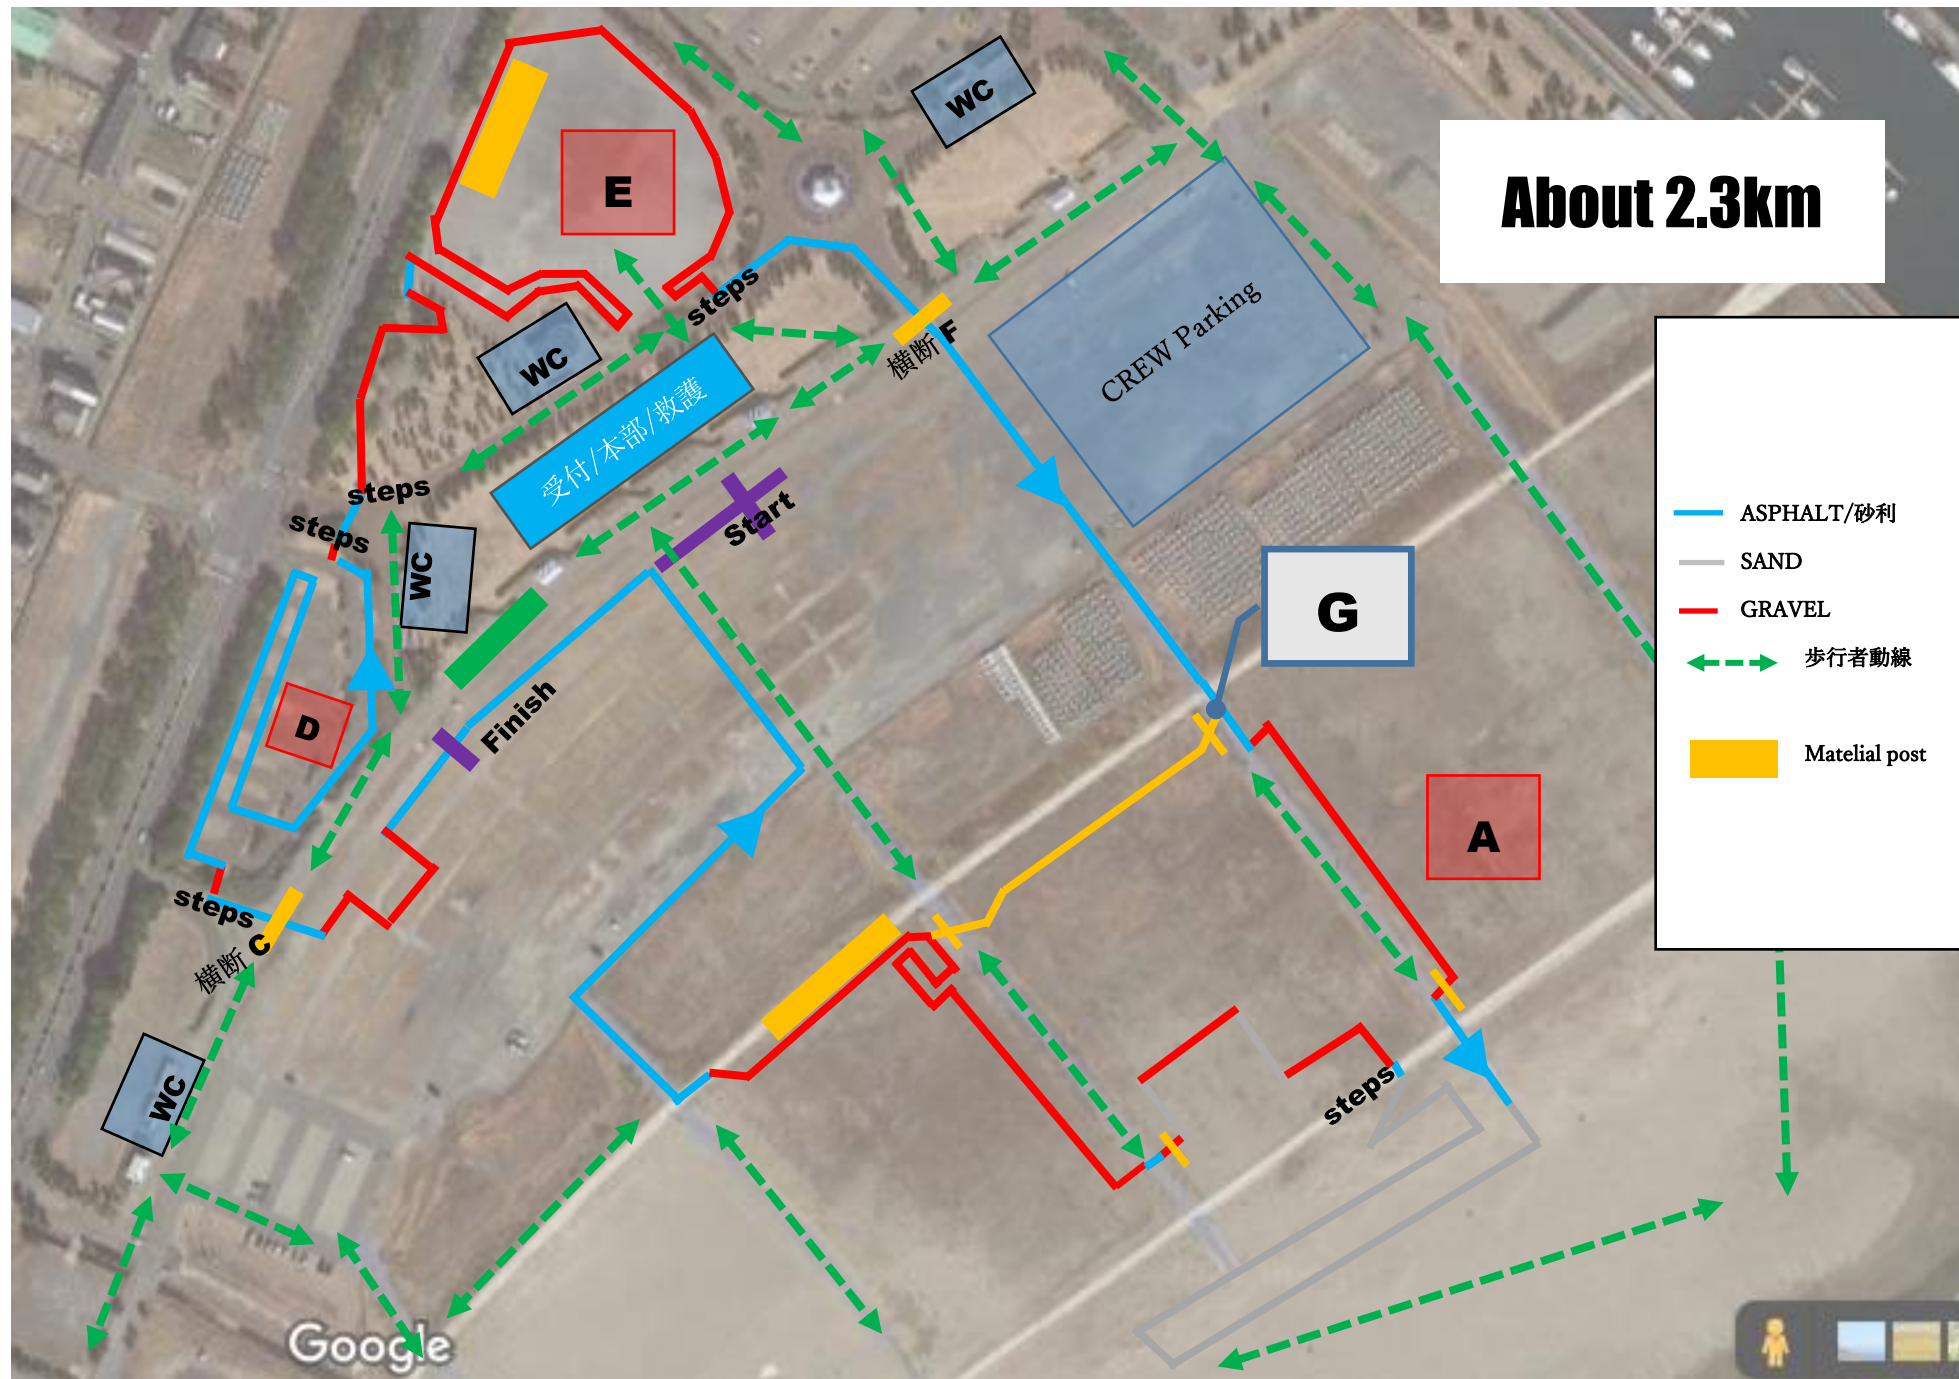 WC
E
About 2.3km
steps
横断 F
CREW Parking
WC
受付/本部/救護
steps
steps
Start
WC
G
ASPHALT/砂利
SAND
GRAVEL
歩行者動線
Matelial post
D
Finish
A
steps
横断 C
WC
steps
Google